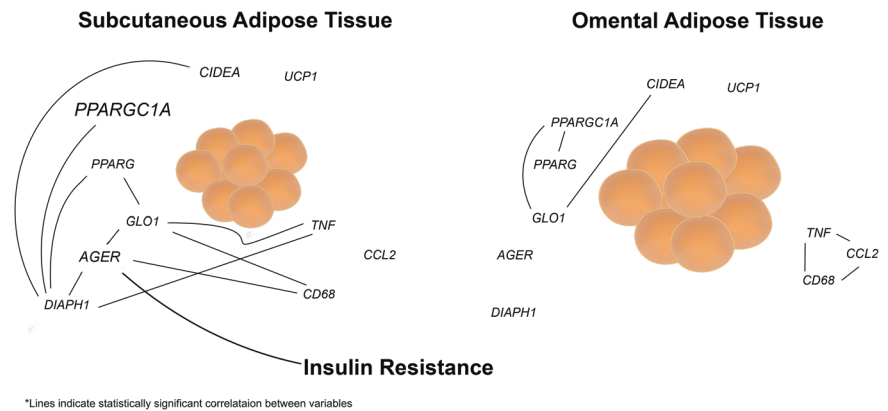 Subcutaneous Adipose Tissue
CIDEA
UCP1
PPARGC1A
PPARG
GLO1
TNF
AGER
CCL2
CD68
DIAPH1
Insulin Resistance
Omental Adipose Tissue
CIDEA
UCP1
PPARGC1A
PPARG
GLO1
TNF
AGER
CCL2
CD68
DIAPH1
*Lines indicate statistically significant correlataion between variables